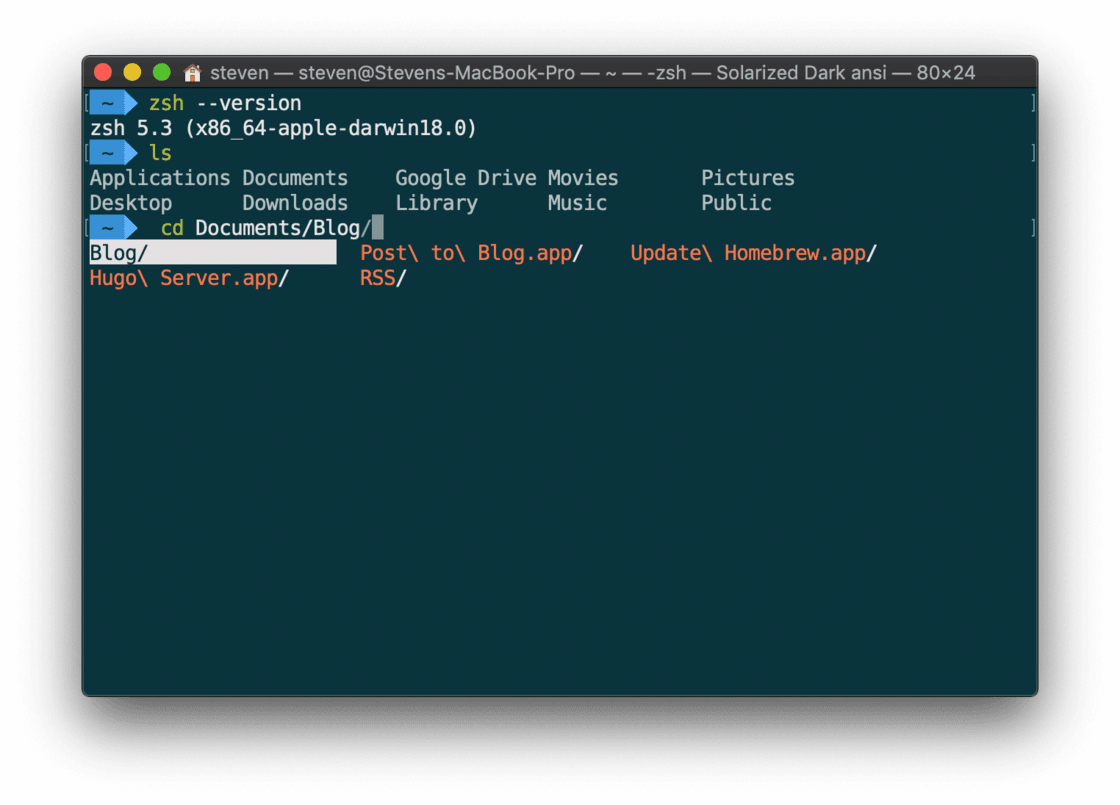 steven — steven@Stevens-MacBook-Pro — ~ — -zsh — Solarized Dark ansi — 80×24
[ ~ zsh --version ]
zsh 5.3 (x86_64-apple-darwin18.0)
[ ~ ls ]
Applications Documents Google Drive Movies Pictures
Desktop Downloads Library Music Public
[ ~ cd Documents/Blog/ ]
Blog/ Post\ to\ Blog.app/ Update\ Homebrew.app/
Hugo\ Server.app/ RSS/